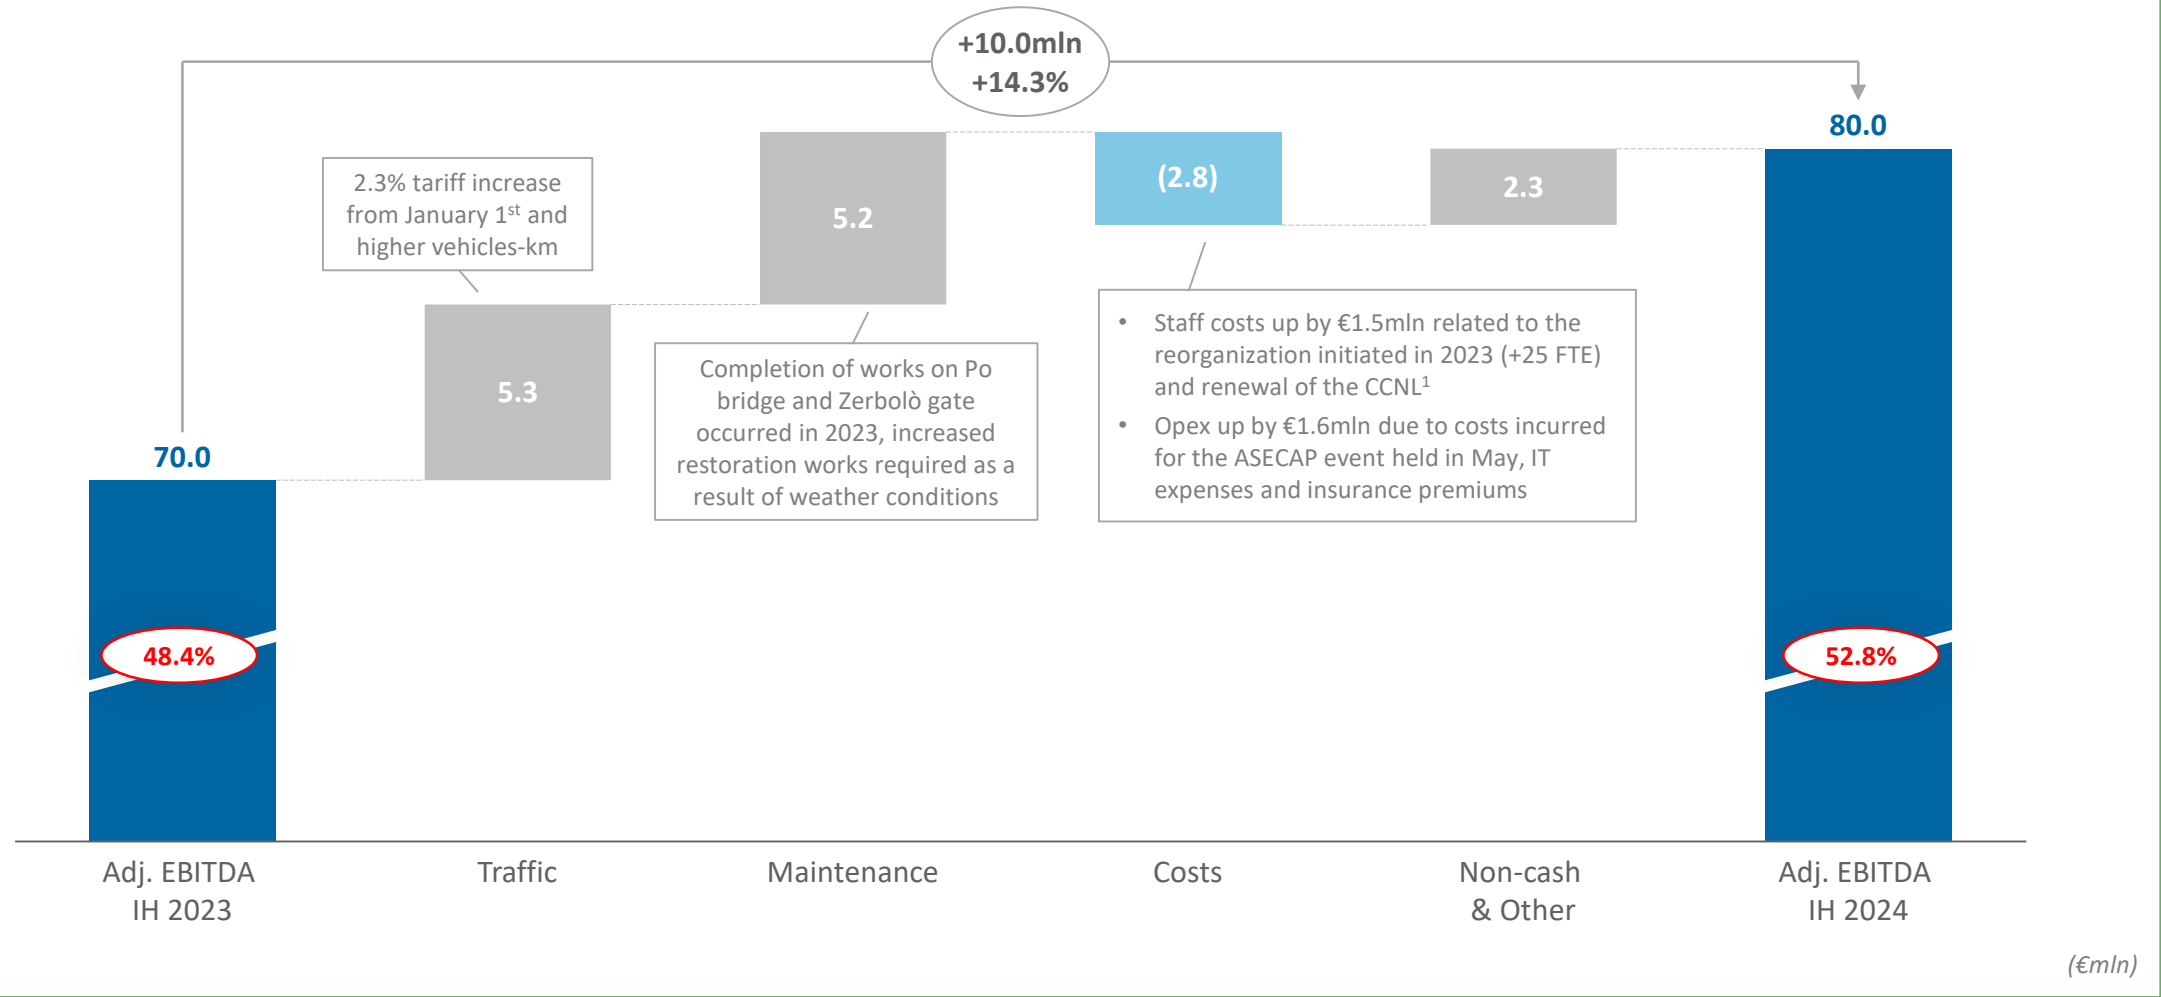 +10.0mln
+14.3%
80.0
2.3% tariff increase
from January 1st and
higher vehicles-km
5.2
(2.8)
2.3
5.3
70.0
Completion of works on Po
bridge and Zerbolò gate
occurred in 2023, increased
restoration works required as a
result of weather conditions
• Staff costs up by €1.5mln related to the
reorganization initiated in 2023 (+25 FTE)
and renewal of the CCNL1
• Opex up by €1.6mln due to costs incurred
for the ASECAP event held in May, IT
expenses and insurance premiums
48.4%
52.8%
Adj. EBITDA
IH 2023
Traffic
Maintenance
Costs
Non-cash
& Other
Adj. EBITDA
IH 2024
(€mln)